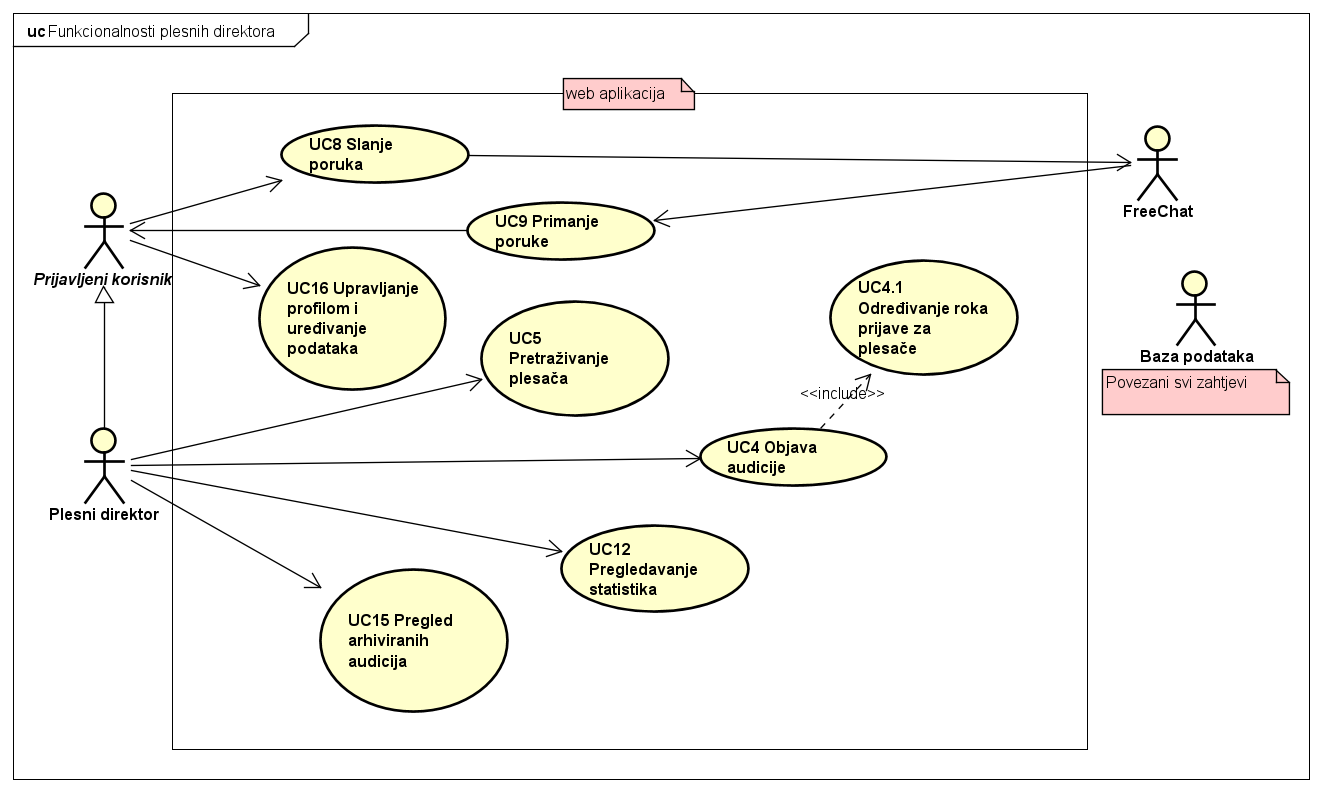 uc Funkcionalnosti plesnih direktora
web aplikacija
UC8 Slanje
poruka
FreeChat
UC9 Primanje
poruke
Prijavljeni korisnik
UC16 Upravljanje
profilom i
uređivanje
podataka
UC4.1
Određivanje roka
prijave za
plesače
UC5
Pretraživanje
plesača
Baza podataka
Povezani svi zahtjevi
<<include>>
UC4 Objava
audicije
Plesni direktor
UC12
Pregledavanje
statistika
UC15 Pregled
arhiviranih
audicija